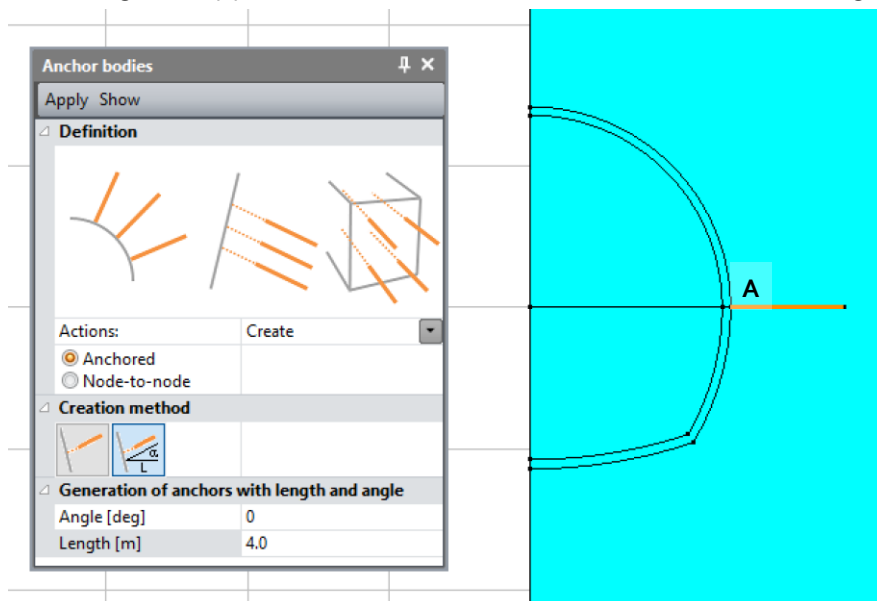 Anchor bodies
Apply Show
Definition
α
L
Actions: Create
Anchored
Node-to-node
Creation method
Generation of anchors with length and angle
Angle [deg] 0
Length [m] 4.0
A